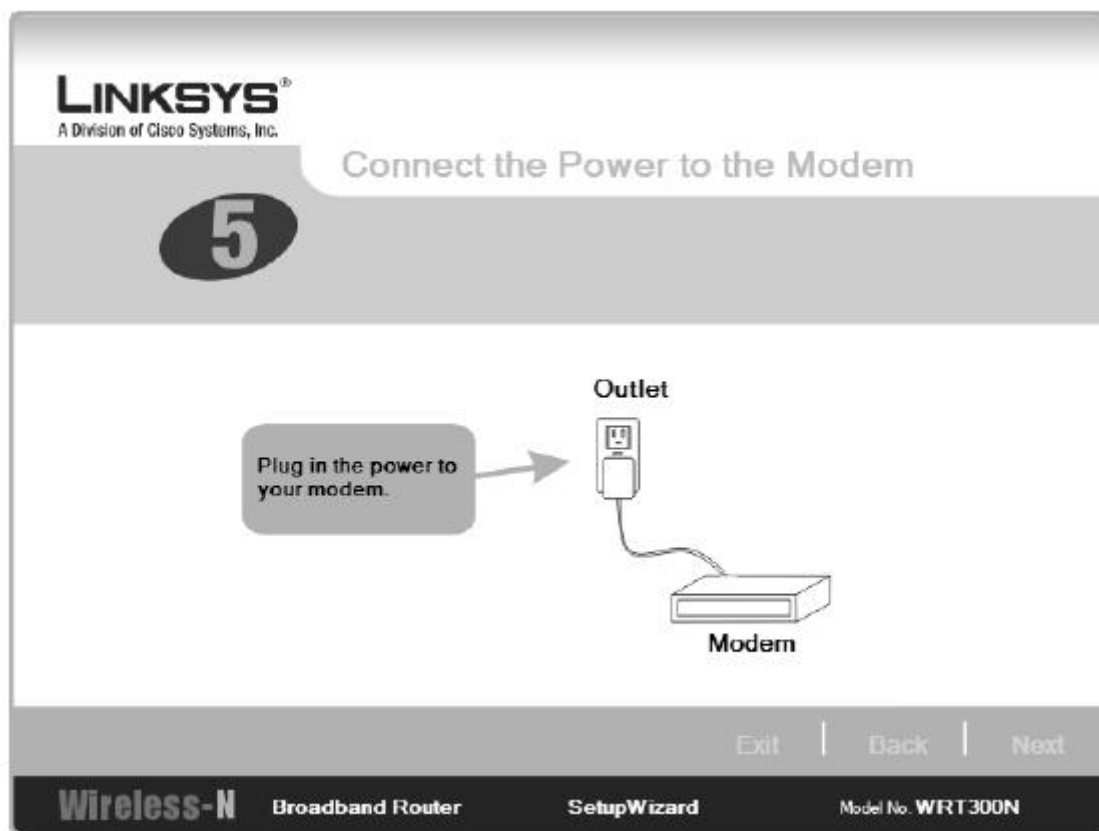 LINKSYS®
A Division of Cisco Systems, Inc.
Connect the Power to the Modem
5
Outlet
Plug in the power to
your modem.
Modem
Exit | Back | Next
Wireless-N Broadband Router SetupWizard Model No. WRT300N